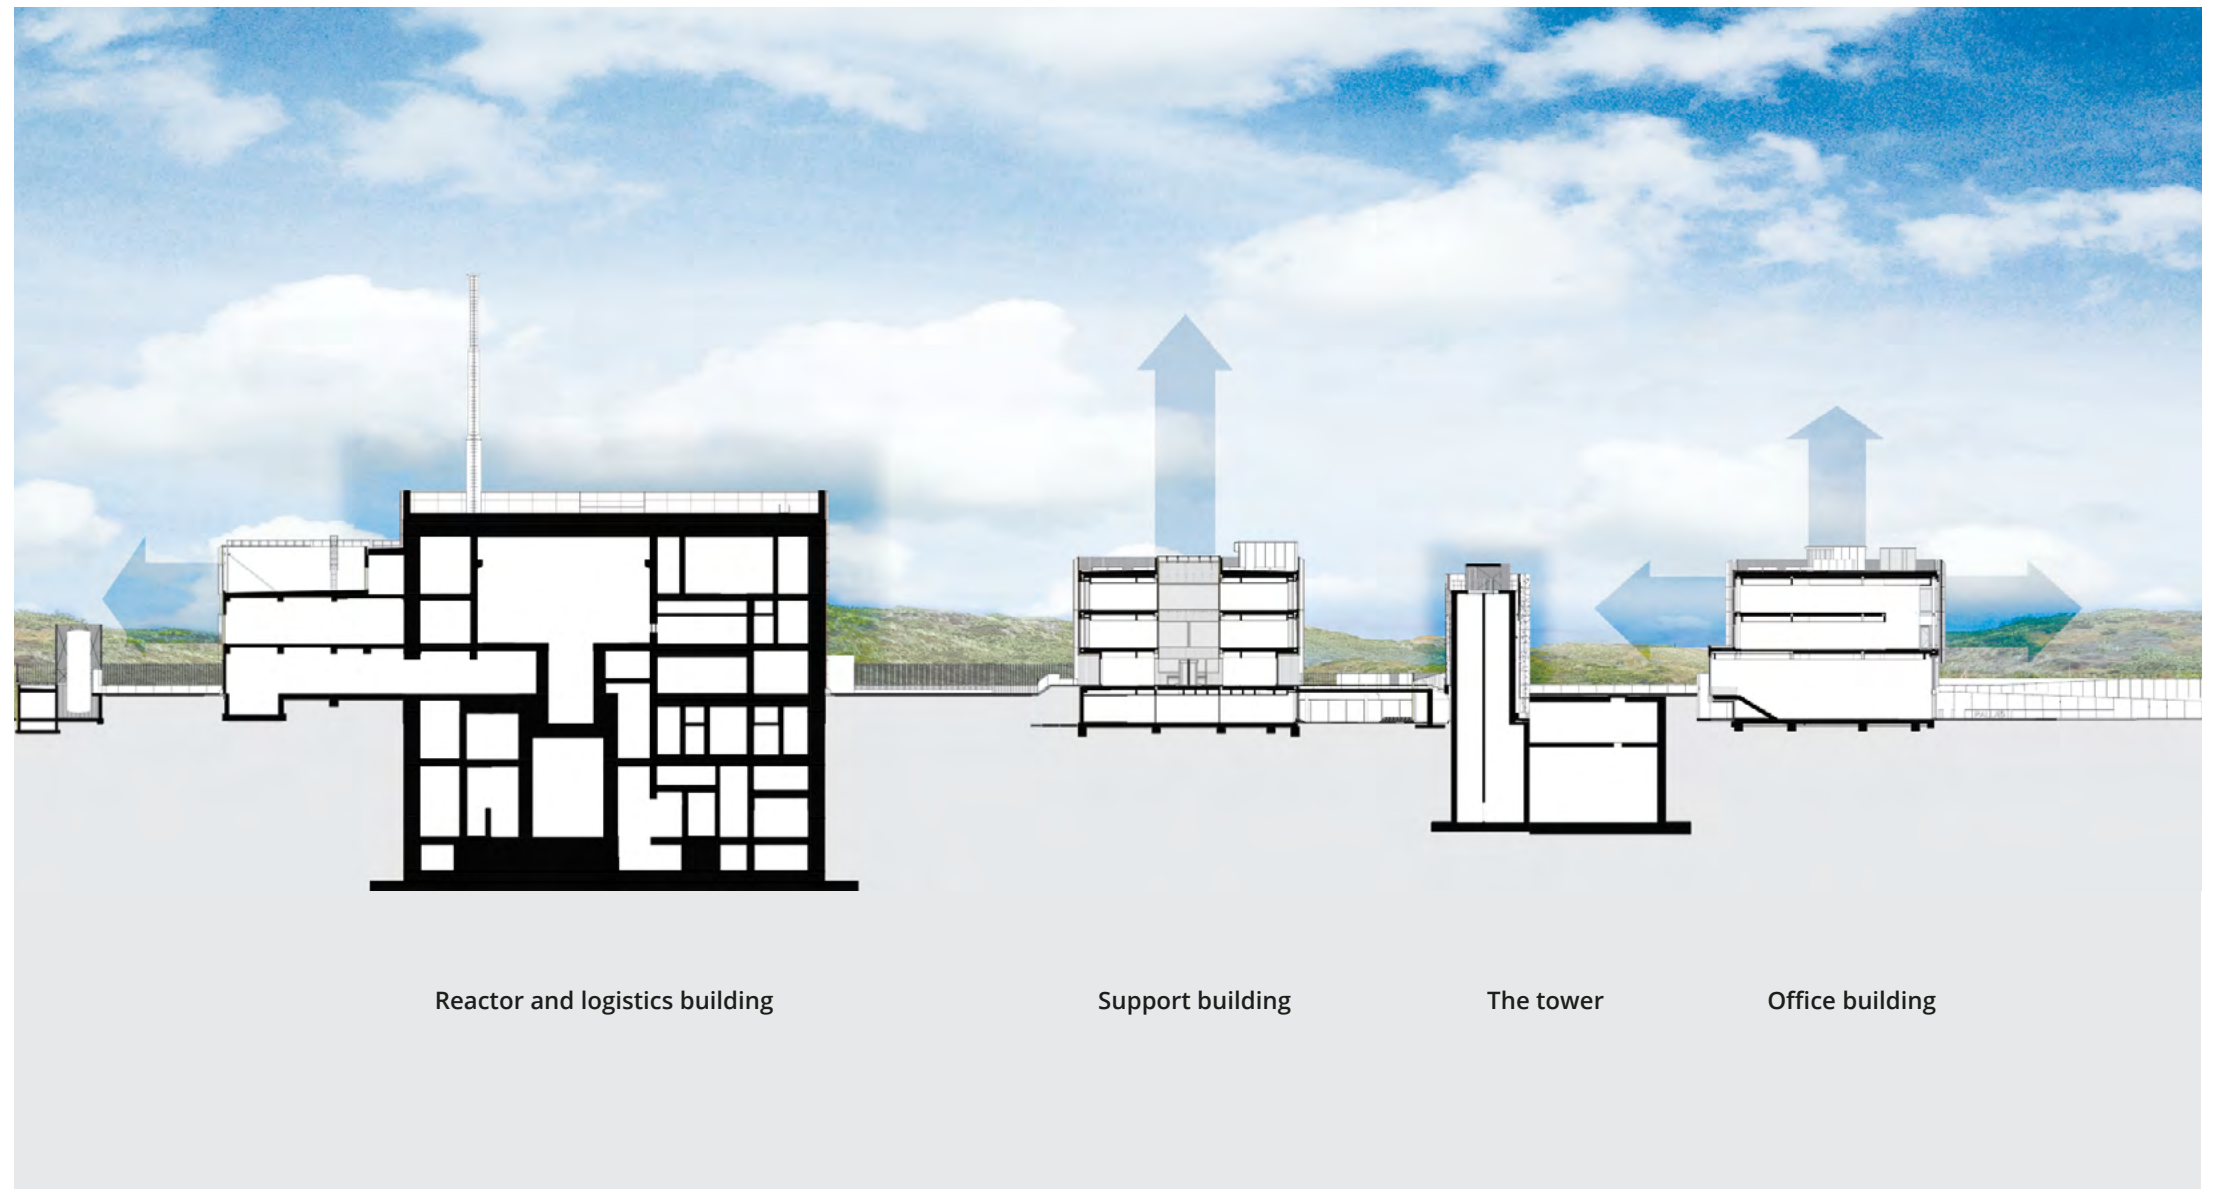 Reactor and logistics building
Support building
The tower
Office building